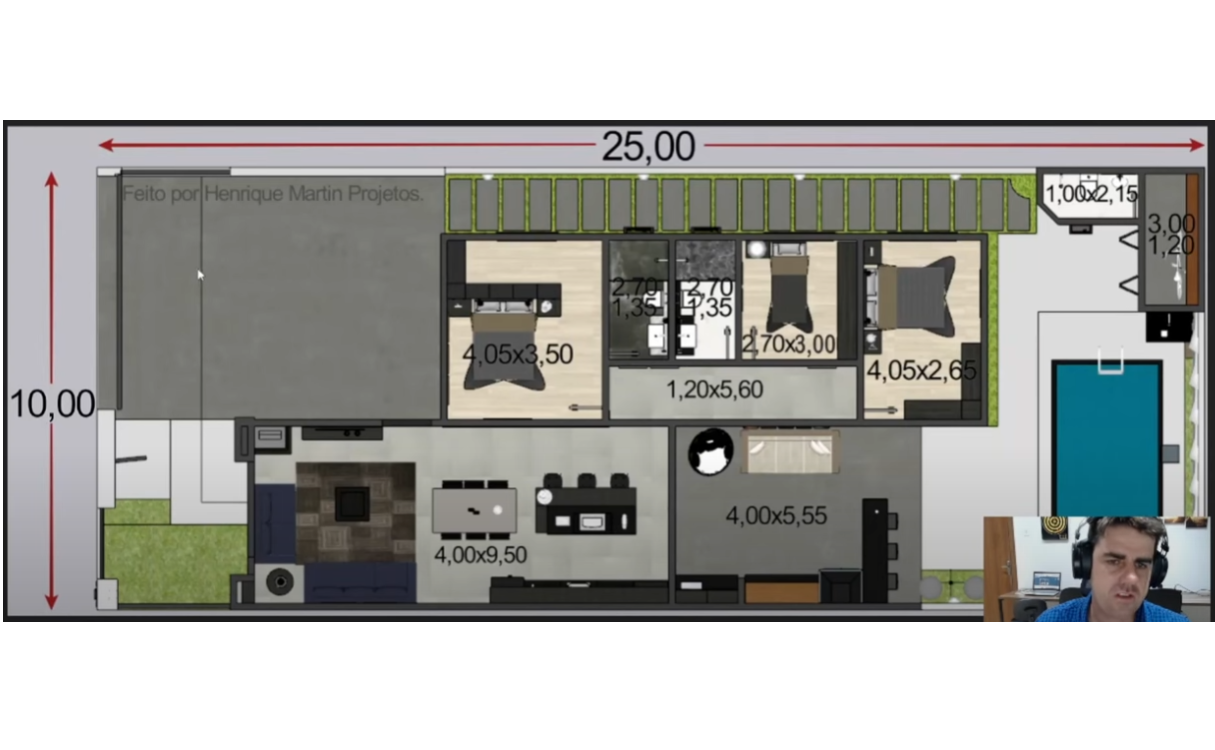 25,00
Feito por Henrique Martin Projetos.
1,00x2,15
3,00
1,20
2,70
1,35
2,70
1,35
4,05x3,50
2,70x3,00
4,05x2,65
1,20x5,60
10,00
4,00x5,55
4,00x9,50